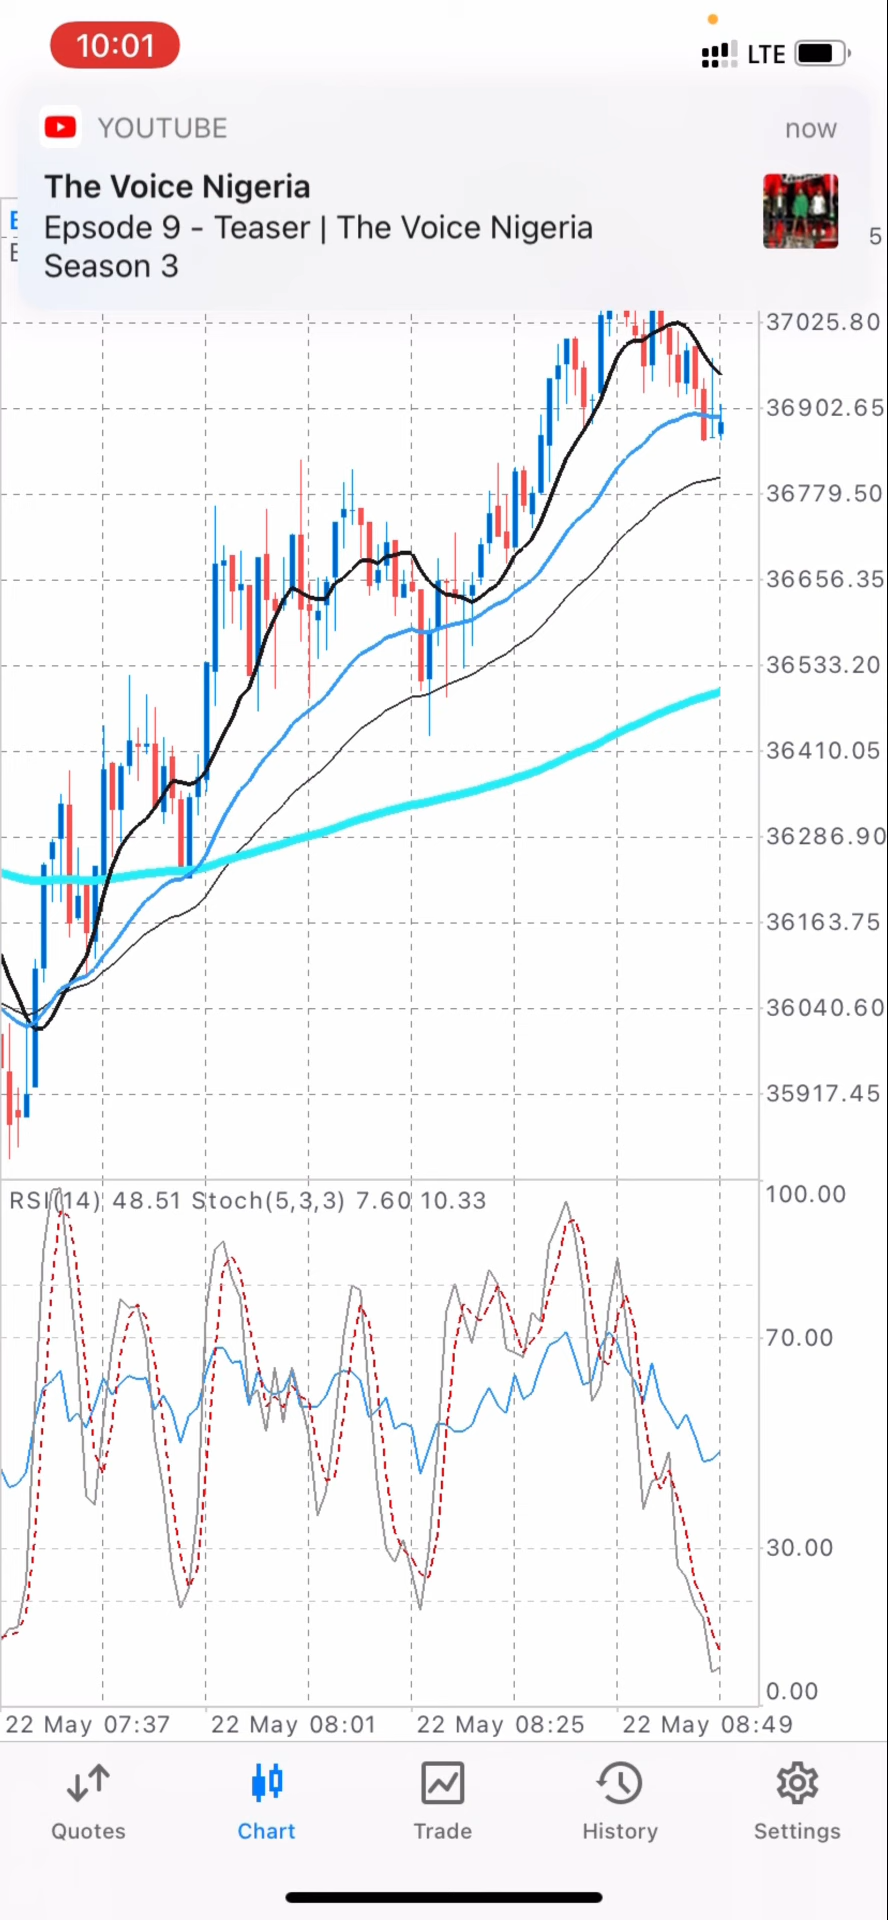 10:01
LTE
YOUTUBE
now
The Voice Nigeria
Epsode 9 - Teaser | The Voice Nigeria
Season 3
5
37025.80
36902.65
36779.50
36656.35
36533.20
36410.05
36286.90
36163.75
36040.60
35917.45
RSI(14) 48.51 Stoch(5,3,3) 7.60 10.33
100.00
70.00
30.00
0.00
22 May 07:37
22 May 08:01
22 May 08:25
22 May 08:49
Quotes
Chart
Trade
History
Settings